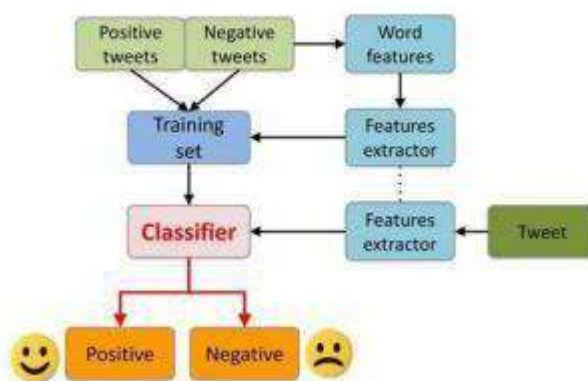 Positive
tweets
Negative
tweets
Word
features
Training
set
Features
extractor
Classifier
Features
extractor
Tweet
Positive
Negative